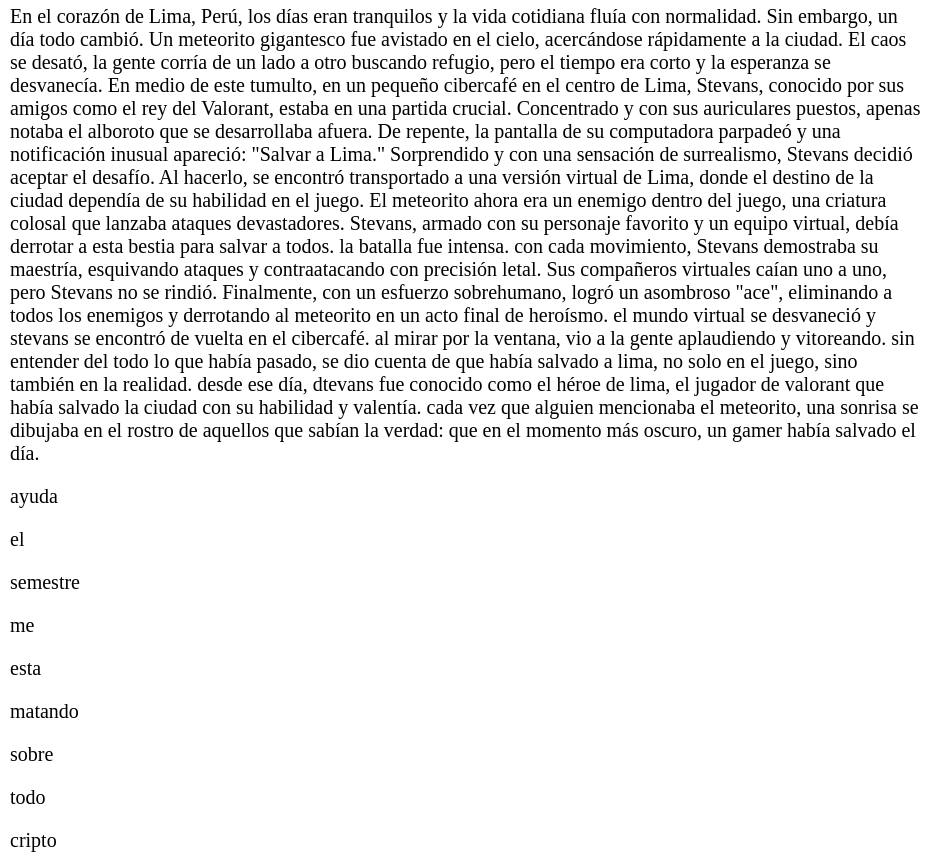 En el corazón de Lima, Perú, los días eran tranquilos y la vida cotidiana fluía con normalidad. Sin embargo, un
día todo cambió. Un meteorito gigantesco fue avistado en el cielo, acercándose rápidamente a la ciudad. El caos
se desató, la gente corría de un lado a otro buscando refugio, pero el tiempo era corto y la esperanza se
desvanecía. En medio de este tumulto, en un pequeño cibercafé en el centro de Lima, Stevans, conocido por sus
amigos como el rey del Valorant, estaba en una partida crucial. Concentrado y con sus auriculares puestos, apenas
notaba el alboroto que se desarrollaba afuera. De repente, la pantalla de su computadora parpadeó y una
notificación inusual apareció: "Salvar a Lima." Sorprendido y con una sensación de surrealismo, Stevans decidió
aceptar el desafío. Al hacerlo, se encontró transportado a una versión virtual de Lima, donde el destino de la
ciudad dependía de su habilidad en el juego. El meteorito ahora era un enemigo dentro del juego, una criatura
colosal que lanzaba ataques devastadores. Stevans, armado con su personaje favorito y un equipo virtual, debía
derrotar a esta bestia para salvar a todos. la batalla fue intensa. con cada movimiento, Stevans demostraba su
maestría, esquivando ataques y contraatacando con precisión letal. Sus compañeros virtuales caían uno a uno,
pero Stevans no se rindió. Finalmente, con un esfuerzo sobrehumano, logró un asombroso "ace", eliminando a
todos los enemigos y derrotando al meteorito en un acto final de heroísmo. el mundo virtual se desvaneció y
stevans se encontró de vuelta en el cibercafé. al mirar por la ventana, vio a la gente aplaudiendo y vitoreando. sin
entender del todo lo que había pasado, se dio cuenta de que había salvado a lima, no solo en el juego, sino
también en la realidad. desde ese día, dtevans fue conocido como el héroe de lima, el jugador de valorant que
había salvado la ciudad con su habilidad y valentía. cada vez que alguien mencionaba el meteorito, una sonrisa se
dibujaba en el rostro de aquellos que sabían la verdad: que en el momento más oscuro, un gamer había salvado el
día.
ayuda
el
semestre
me
esta
matando
sobre
todo
cripto